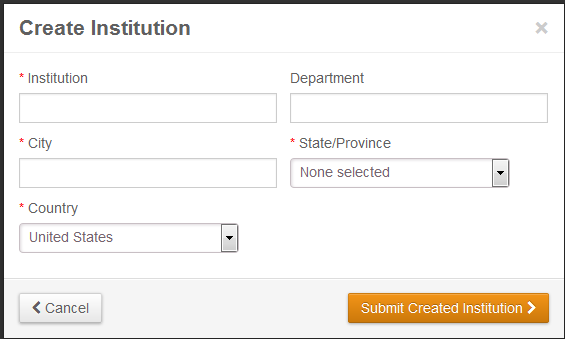 Create Institution ×
* Institution Department
* City * State/Province
None selected
* Country
United States
Cancel Submit Created Institution